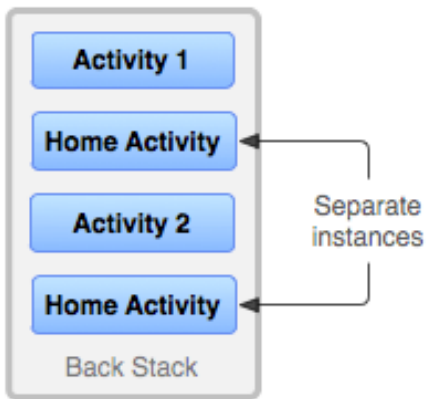 Activity 1
Home Activity
Separate
instances
Activity 2
Home Activity
Back Stack